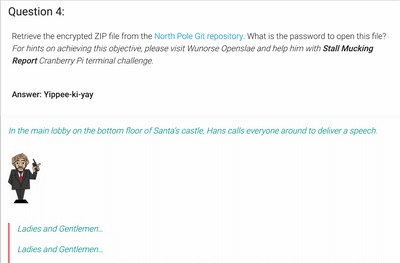 Question 4:
Retrieve the encrypted ZIP file from the North Pole Git repository. What is the password to open this file?
For hints on achieving this objective, please visit Wunorse Openslae and help him with Stall Mucking
Report Cranberry Pi terminal challenge.
Answer: Yippee-ki-yay
In the main lobby on the bottom floor of Santa's castle, Hans calls everyone around to deliver a speech.
Ladies and Gentlemen…
Ladies and Gentlemen…